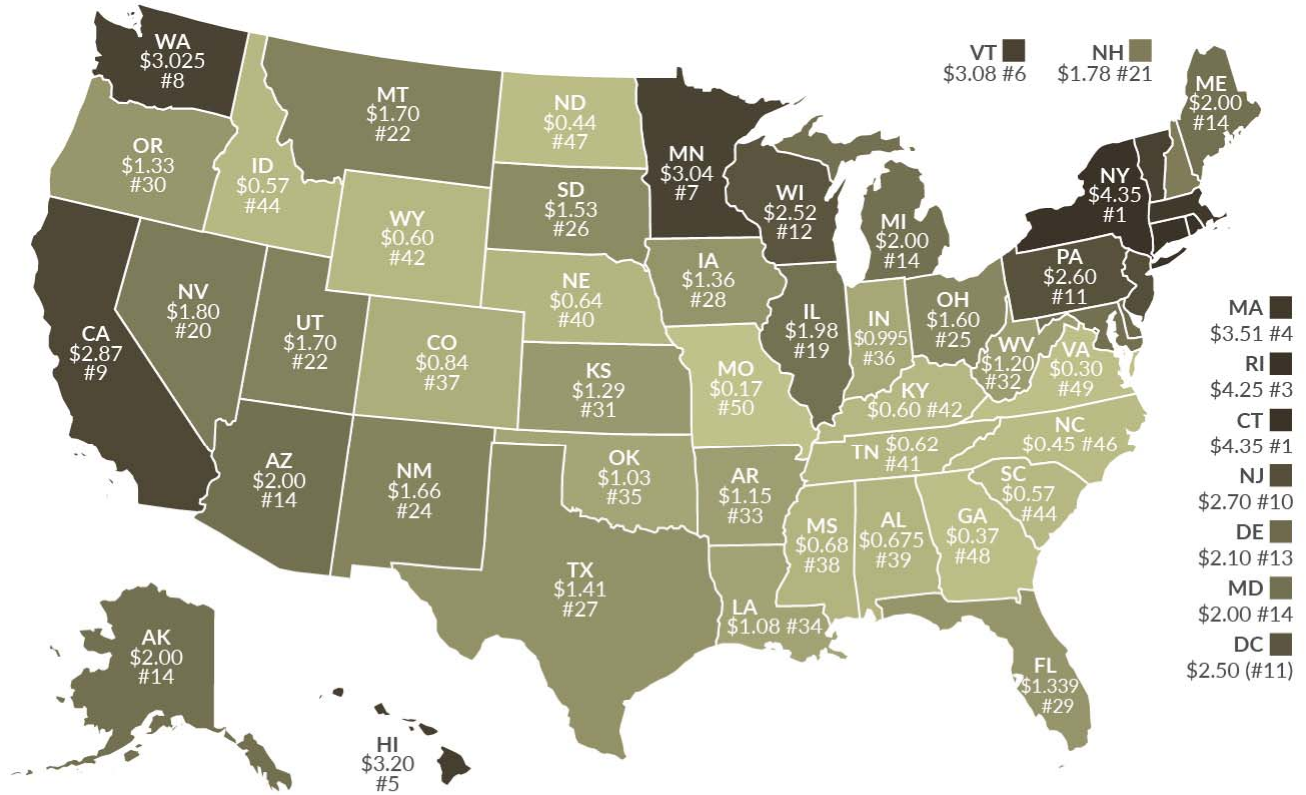 WA
$3.025
#8
MT
$1.70
#22
ND
$0.44
#47
MN
$3.04
#7
VT
$3.08 #6
NH
$1.78 #21
ME
$2.00
#14
OR
$1.33
#30
ID
$0.57
#44
WY
$0.60
#42
SD
$1.53
#26
WI
$2.52
#12
MI
$2.00
#14
NY
$4.35
#1
CA
$2.87
#9
NV
$1.80
#20
UT
$1.70
#22
CO
$0.84
#37
NE
$0.64
#40
KS
$1.29
#31
IA
$1.36
#28
MO
$0.17
#50
IL
$1.98
#19
IN
$0.995
#36
OH
$1.60
#25
PA
$2.60
#11
WV
$1.20
#32
VA
$0.30
#49
KY
$0.60 #42
MA
$3.51 #4
RI
$4.25 #3
CT
$4.35 #1
NJ
$2.70 #10
DE
$2.10 #13
MD
$2.00 #14
DC
$2.50 (#11)
AZ
$2.00
#14
NM
$1.66
#24
OK
$1.03
#35
AR
$1.15
#33
TN $0.62
#41
NC
$0.45 #46
SC
$0.57
#44
MS
$0.68
#38
AL
$0.675
#39
GA
$0.37
#48
TX
$1.41
#27
LA
$1.08 #34
FL
$1.339
#29
AK
$2.00
#14
HI
$3.20
#5